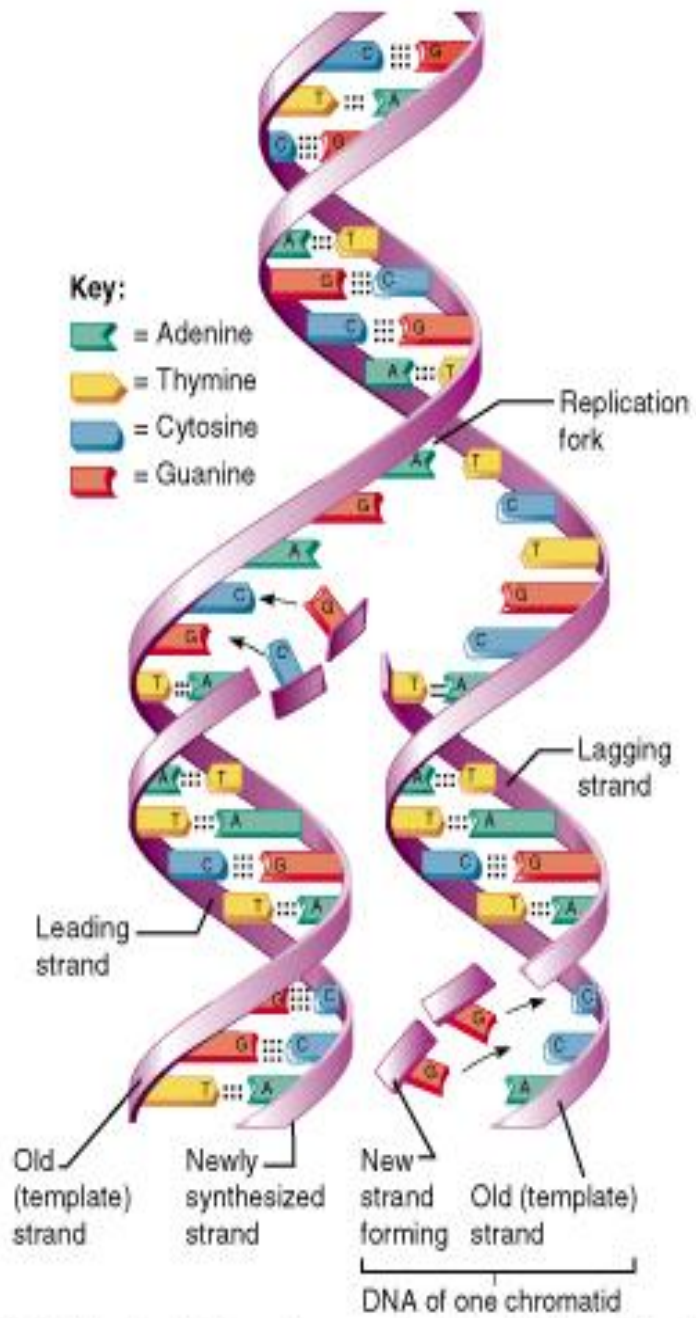 C G
T A
C G
A T
Key:
G C
= Adenine
C G
= Thymine
A T
Replication
fork
= Cytosine
A T
= Guanine
G C
A T
C G G
G C C
T A T A
Lagging
strand
A T A T
T A T A
C G C G
T A T A
Leading
strand
G C G C
G C G C
T A A
Old
(template)
strand
Newly
synthesized
strand
New
strand
forming
Old (template)
strand
DNA of one chromatid